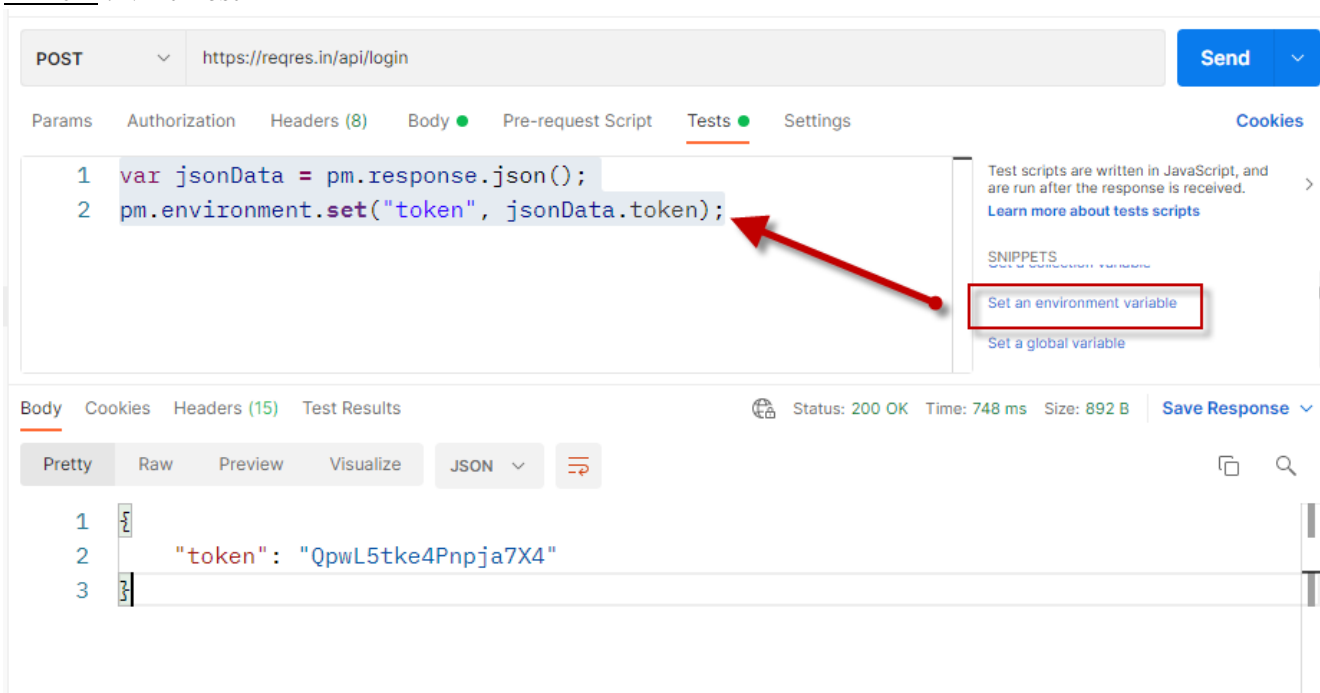 POST https://reqres.in/api/login Send
Params Authorization Headers (8) Body Pre-request Script Tests Settings Cookies
1 var jsonData = pm.response.json();
2 pm.environment.set("token", jsonData.token);
Test scripts are written in JavaScript, and
are run after the response is received.
Learn more about tests scripts
SNIPPETS
Set a collection variable
Set an environment variable
Set a global variable
Body Cookies Headers (15) Test Results Status: 200 OK Time: 748 ms Size: 892 B Save Response
Pretty Raw Preview Visualize JSON
1 {
2 "token": "QpwL5tke4Pnpja7X4"
3 }